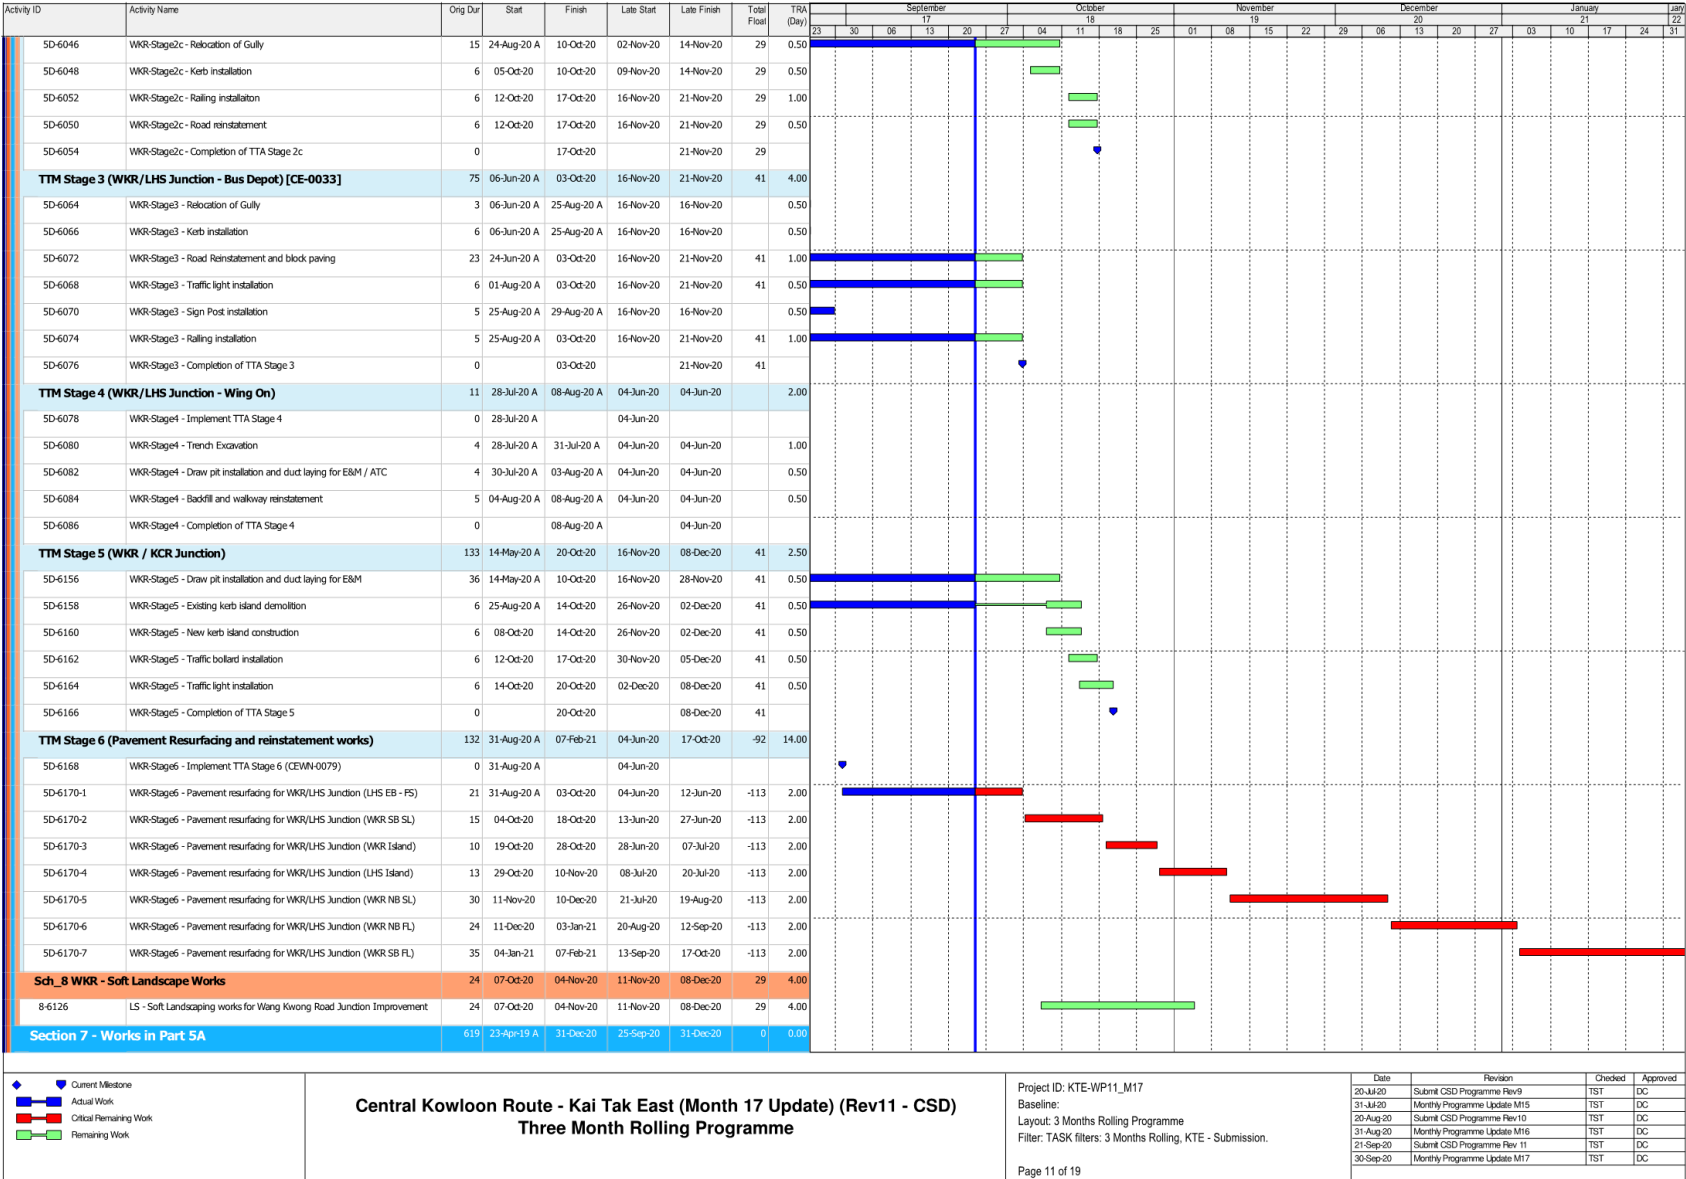 Activity ID Activity Name Orig Dur Start Finish Late Start Late Finish Total Float TRA (Day) September October November December January uary
17 18 19 20 21 22
23 30 06 13 20 27 04 11 18 25 01 08 15 22 29 06 13 20 27 03 10 17 24 31
5D-6046 WKR-Stage2c - Relocation of Gully 15 24-Aug-20 A 10-Oct-20 02-Nov-20 14-Nov-20 29 0.50
5D-6048 WKR-Stage2c - Kerb installation 6 05-Oct-20 10-Oct-20 09-Nov-20 14-Nov-20 29 0.50
5D-6052 WKR-Stage2c - Railing installaiton 6 12-Oct-20 17-Oct-20 16-Nov-20 21-Nov-20 29 1.00
5D-6050 WKR-Stage2c - Road reinstatement 6 12-Oct-20 17-Oct-20 16-Nov-20 21-Nov-20 29 0.50
5D-6054 WKR-Stage2c - Completion of TTA Stage 2c 0 17-Oct-20 21-Nov-20 29
TTM Stage 3 (WKR/LHS Junction - Bus Depot) [CE-0033] 75 06-Jun-20 A 03-Oct-20 16-Nov-20 21-Nov-20 41 4.00
5D-6064 WKR-Stage3 - Relocation of Gully 3 06-Jun-20 A 25-Aug-20 A 16-Nov-20 16-Nov-20 0.50
5D-6066 WKR-Stage3 - Kerb installation 6 06-Jun-20 A 25-Aug-20 A 16-Nov-20 16-Nov-20 0.50
5D-6072 WKR-Stage3 - Road Reinstatement and block paving 23 24-Jun-20 A 03-Oct-20 16-Nov-20 21-Nov-20 41 1.00
5D-6068 WKR-Stage3 - Traffic light installation 6 01-Aug-20 A 03-Oct-20 16-Nov-20 21-Nov-20 41 0.50
5D-6070 WKR-Stage3 - Sign Post installation 5 25-Aug-20 A 29-Aug-20 A 16-Nov-20 16-Nov-20 0.50
5D-6074 WKR-Stage3 - Ralling installation 5 25-Aug-20 A 03-Oct-20 16-Nov-20 21-Nov-20 41 1.00
5D-6076 WKR-Stage3 - Completion of TTA Stage 3 0 03-Oct-20 21-Nov-20 41
TTM Stage 4 (WKR/LHS Junction - Wing On) 11 28-Jul-20 A 08-Aug-20 A 04-Jun-20 04-Jun-20 2.00
5D-6078 WKR-Stage4 - Implement TTA Stage 4 0 28-Jul-20 A 04-Jun-20
5D-6080 WKR-Stage4 - Trench Excavation 4 28-Jul-20 A 31-Jul-20 A 04-Jun-20 04-Jun-20 1.00
5D-6082 WKR-Stage4 - Draw pit installation and duct laying for E&M / ATC 4 30-Jul-20 A 03-Aug-20 A 04-Jun-20 04-Jun-20 0.50
5D-6084 WKR-Stage4 - Backfill and walkway reinstatement 5 04-Aug-20 A 08-Aug-20 A 04-Jun-20 04-Jun-20 0.50
5D-6086 WKR-Stage4 - Completion of TTA Stage 4 0 08-Aug-20 A 04-Jun-20
TTM Stage 5 (WKR / KCR Junction) 133 14-May-20 A 20-Oct-20 16-Nov-20 08-Dec-20 41 2.50
5D-6156 WKR-Stage5 - Draw pit installation and duct laying for E&M 36 14-May-20 A 10-Oct-20 16-Nov-20 28-Nov-20 41 0.50
5D-6158 WKR-Stage5 - Existing kerb island demolition 6 25-Aug-20 A 14-Oct-20 26-Nov-20 02-Dec-20 41 0.50
5D-6160 WKR-Stage5 - New kerb island construction 6 08-Oct-20 14-Oct-20 26-Nov-20 02-Dec-20 41 0.50
5D-6162 WKR-Stage5 - Traffic bollard installation 6 12-Oct-20 17-Oct-20 30-Nov-20 05-Dec-20 41 0.50
5D-6164 WKR-Stage5 - Traffic light installation 6 14-Oct-20 20-Oct-20 02-Dec-20 08-Dec-20 41 0.50
5D-6166 WKR-Stage5 - Completion of TTA Stage 5 0 20-Oct-20 08-Dec-20 41
TTM Stage 6 (Pavement Resurfacing and reinstatement works) 132 31-Aug-20 A 07-Feb-21 04-Jun-20 17-Oct-20 -92 14.00
5D-6168 WKR-Stage6 - Implement TTA Stage 6 (CEWN-0079) 0 31-Aug-20 A 04-Jun-20
5D-6170-1 WKR-Stage6 - Pavement resurfacing for WKR/LHS Junction (LHS EB - FS) 21 31-Aug-20 A 03-Oct-20 04-Jun-20 12-Jun-20 -113 2.00
5D-6170-2 WKR-Stage6 - Pavement resurfacing for WKR/LHS Junction (WKR SB SL) 15 04-Oct-20 18-Oct-20 13-Jun-20 27-Jun-20 -113 2.00
5D-6170-3 WKR-Stage6 - Pavement resurfacing for WKR/LHS Junction (WKR Island) 10 19-Oct-20 28-Oct-20 28-Jun-20 07-Jul-20 -113 2.00
5D-6170-4 WKR-Stage6 - Pavement resurfacing for WKR/LHS Junction (LHS Island) 13 29-Oct-20 10-Nov-20 08-Jul-20 20-Jul-20 -113 2.00
5D-6170-5 WKR-Stage6 - Pavement resurfacing for WKR/LHS Junction (WKR NB SL) 30 11-Nov-20 10-Dec-20 21-Jul-20 19-Aug-20 -113 2.00
5D-6170-6 WKR-Stage6 - Pavement resurfacing for WKR/LHS Junction (WKR NB FL) 24 11-Dec-20 03-Jan-21 20-Aug-20 12-Sep-20 -113 2.00
5D-6170-7 WKR-Stage6 - Pavement resurfacing for WKR/LHS Junction (WKR SB FL) 35 04-Jan-21 07-Feb-21 13-Sep-20 17-Oct-20 -113 2.00
Sch_8 WKR - Soft Landscape Works 24 07-Oct-20 04-Nov-20 11-Nov-20 08-Dec-20 29 4.00
8-6126 LS - Soft Landscaping works for Wang Kwong Road Junction Improvement 24 07-Oct-20 04-Nov-20 11-Nov-20 08-Dec-20 29 4.00
Section 7 - Works in Part 5A 619 23-Apr-19 A 31-Dec-20 25-Sep-20 31-Dec-20 0 0.00
Current Milestone
Actual Work
Critical Remaining Work
Remaining Work
Central Kowloon Route - Kai Tak East (Month 17 Update) (Rev11 - CSD)
Three Month Rolling Programme
Project ID: KTE-WP11_M17
Baseline:
Layout: 3 Months Rolling Programme
Filter: TASK filters: 3 Months Rolling, KTE - Submission.
Page 11 of 19
Date Revision Checked Approved
20-Jul-20 Submit CSD Programme Rev9 TST DC
31-Jul-20 Monthly Programme Update M15 TST DC
20-Aug-20 Submit CSD Programme Rev10 TST DC
31-Aug-20 Monthly Programme Update M16 TST DC
21-Sep-20 Submit CSD Programme Rev 11 TST DC
30-Sep-20 Monthly Programme Update M17 TST DC